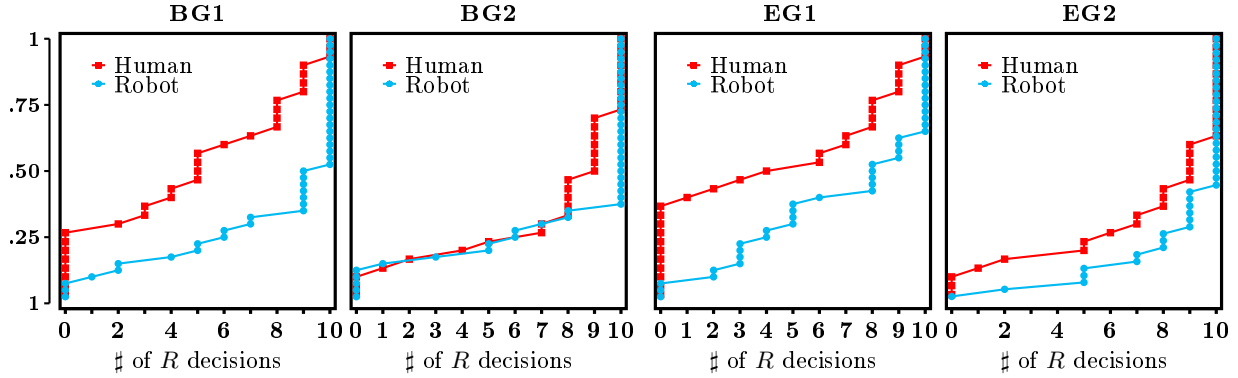 BG1 BG2 EG1 EG2
1
.75
.50
.25
1
Human
Robot
Human
Robot
Human
Robot
Human
Robot
0 2 4 6 8 10
0 1 2 3 4 5 6 7 8 9 10
0 1 2 3 4 5 6 7 8 9 10
0 2 4 6 8 10
♯ of R decisions
♯ of R decisions
♯ of R decisions
♯ of R decisions